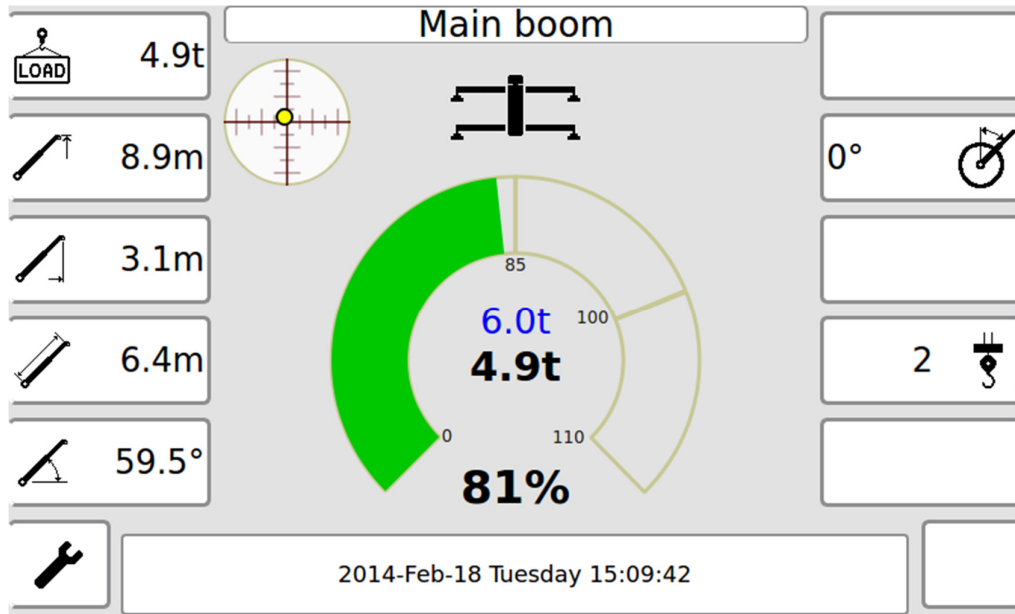 Main boom
LOAD
4.9t
8.9m
0°
3.1m
85
6.0t
100
4.9t
6.4m
2
0
110
59.5°
81%
2014-Feb-18 Tuesday 15:09:42